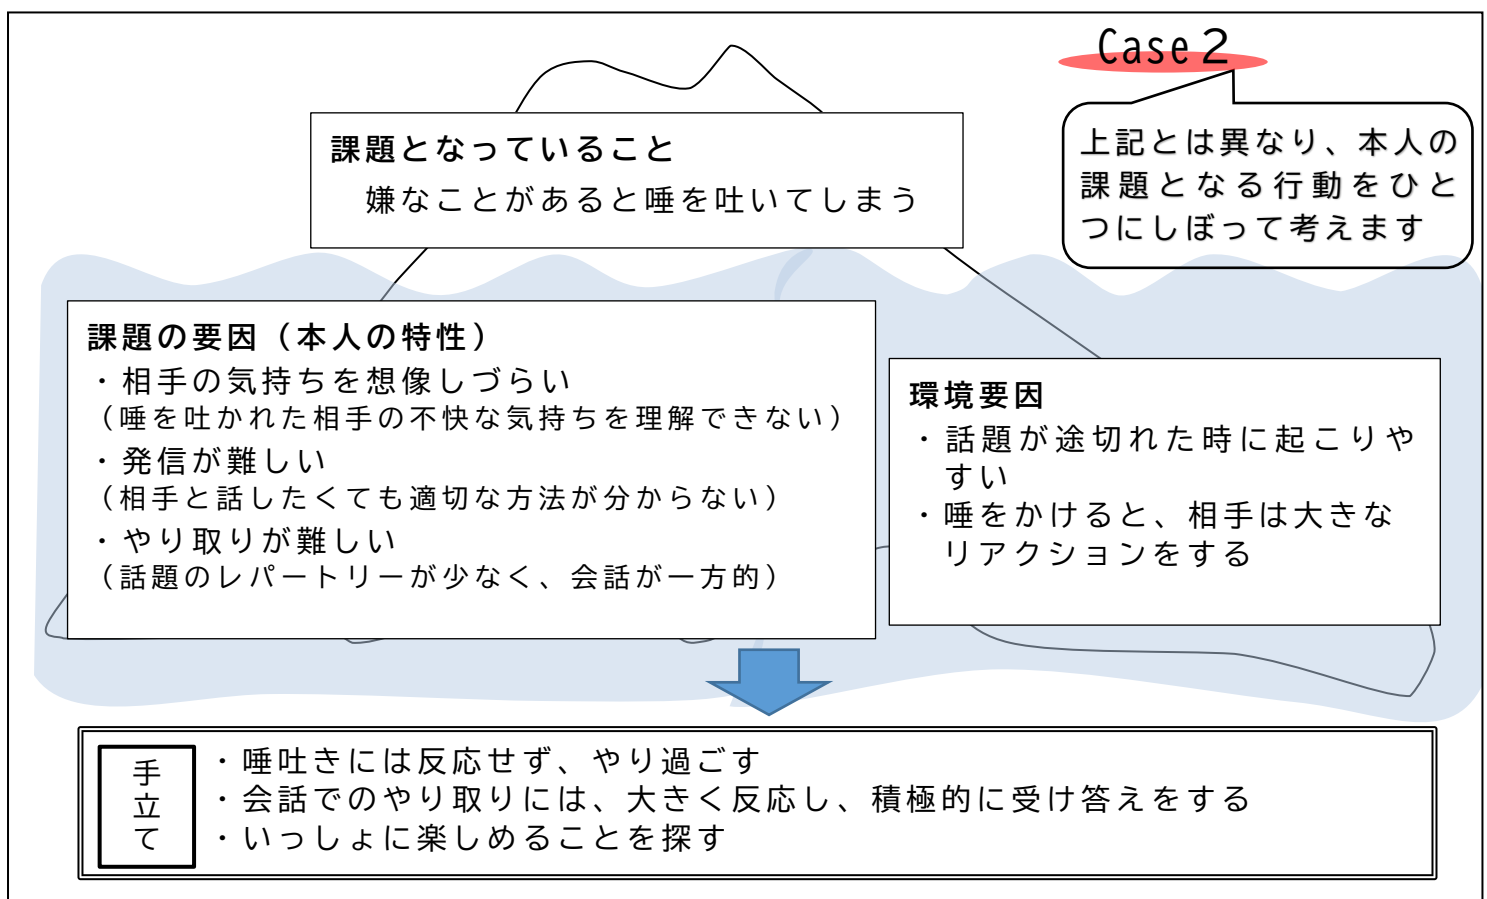 Case２
上記とは異なり、本人の
課題となる行動をひと
つにしぼって考えます
課題となっていること
嫌なことがあると唾を吐いてしまう
課題の要因（本人の特性）
・相手の気持ちを想像しづらい
（唾を吐かれた相手の不快な気持ちを理解できない）
・発信が難しい
（相手と話したくても適切な方法が分からない）
・やり取りが難しい
（話題のレパートリーが少なく、会話が一方的）
環境要因
・話題が途切れた時に起こりや
すい
・唾をかけると、相手は大きな
リアクションをする
手立て
・唾吐きには反応せず、やり過ごす
・会話でのやり取りには、大きく反応し、積極的に受け答えをする
・いっしょに楽しめることを探す